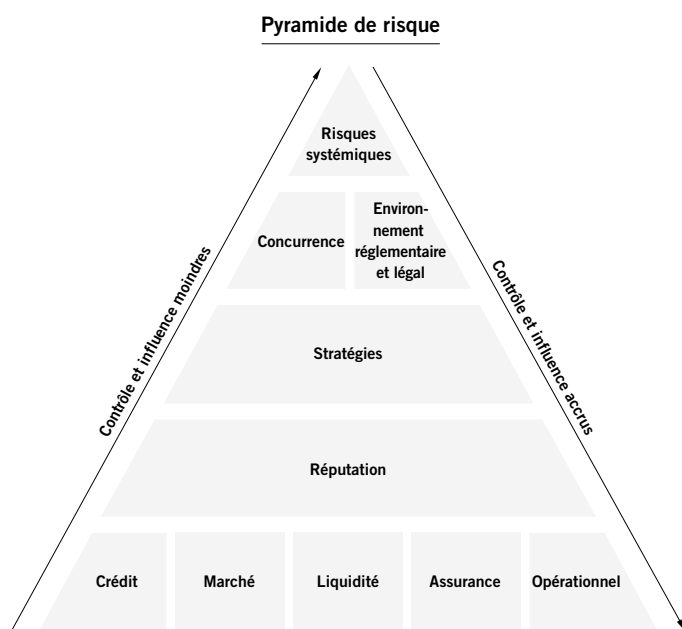 Pyramide de risque
Risques
systémiques
Concurrence
Environ-
nement
réglementaire
et légal
Contrôle et influence moindres
Contrôle et influence accrus
Stratégies
Réputation
Crédit
Marché
Liquidité
Assurance
Opérationnel